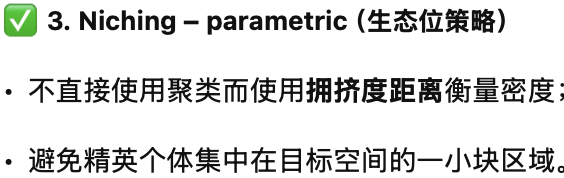 ✅ 3. Niching – parametric（生态位策略）
• 不直接使用聚类而使用拥挤度距离衡量密度；
• 避免精英个体集中在目标空间的一小块区域。